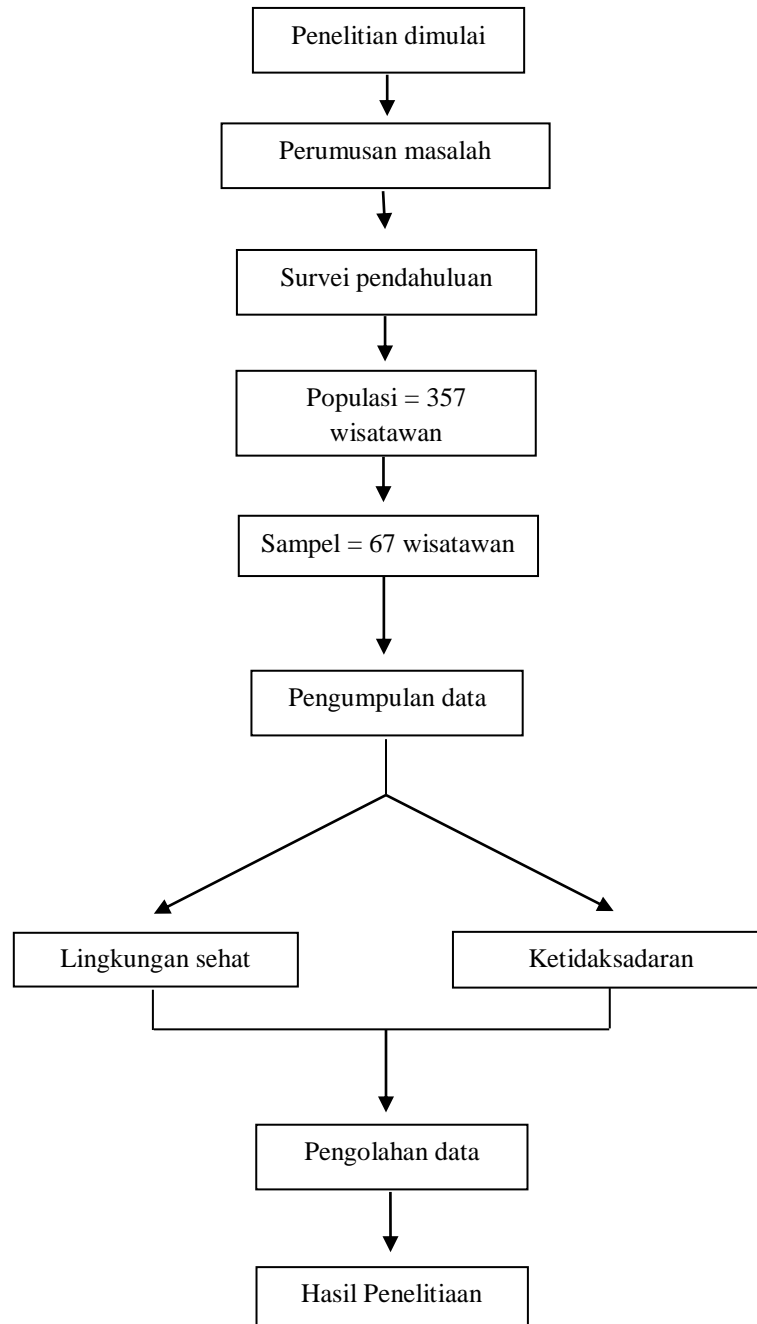 Penelitian dimulai
Perumusan masalah
Survei pendahuluan
Populasi = 357
wisatawan
Sampel = 67 wisatawan
Pengumpulan data
Lingkungan sehat
Ketidaksadaran
Pengolahan data
Hasil Penelitiaan